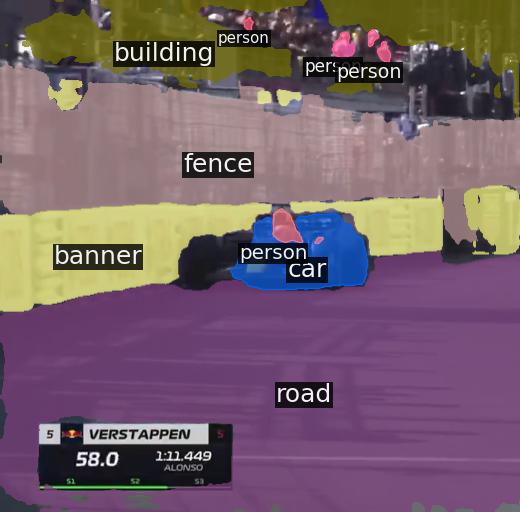 person
building
person
person
fence
banner
person
car
road
5 VERSTAPPEN 5
58.0 1:11.449
ALONSO
S1 S2 S3